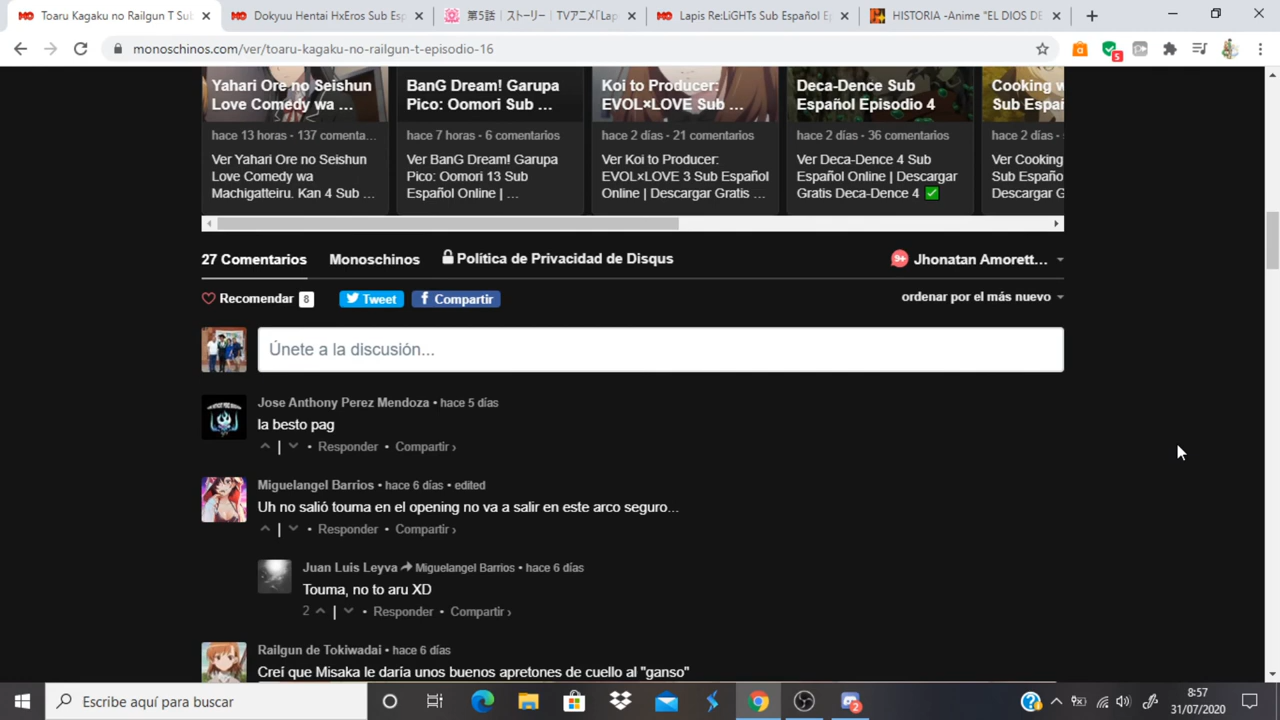 Toaru Kagaku no Railgun T Sub
Dokyuu Hentai HxEros Sub Esp
第5話｜ストーリー｜TVアニメ「Lap
Lapis Re:LiGHTs Sub Español E
HISTORIA -Anime "EL DIOS DE
monoschinos.com/ver/toaru-kagaku-no-railgun-t-episodio-16
5
Yahari Ore no Seishun
Love Comedy wa ...
BanG Dream! Garupa
Pico: Oomori Sub ...
Koi to Producer:
EVOL×LOVE Sub ...
Deca-Dence Sub
Español Episodio 4
Cooking w
Sub Espai
hace 13 horas - 137 comenta...
hace 7 horas - 6 comentarios
hace 2 días - 21 comentarios
hace 2 días - 36 comentarios
hace 2 días -
Ver Yahari Ore no Seishun
Love Comedy wa
Machigatteiru. Kan 4 Sub ...
Ver BanG Dream! Garupa
Pico: Oomori 13 Sub
Español Online | ...
Ver Koi to Producer:
EVOL×LOVE 3 Sub Español
Online | Descargar Gratis ...
Ver Deca-Dence 4 Sub
Español Online | Descargar
Gratis Deca-Dence 4 ✅
Ver Cooking
Sub Españo
Descargar G
27 Comentarios
Monoschinos
Política de Privacidad de Disqus
9+
Jhonatan Amorett...
Recomendar 8
Tweet
Compartir
ordenar por el más nuevo
Únete a la discusión...
Jose Anthony Perez Mendoza • hace 5 días
la besto pag
• Responder • Compartir ›
Miguelangel Barrios • hace 6 días • edited
Uh no salió touma en el opening no va a salir en este arco seguro...
• Responder • Compartir ›
Juan Luis Leyva Miguelangel Barrios • hace 6 días
Touma, no to aru XD
2 • Responder • Compartir ›
Railgun de Tokiwadai • hace 6 días
Creí que Misaka le daría unos buenos apretones de cuello al "ganso"
Escribe aquí para buscar
2
8:57
31/07/2020